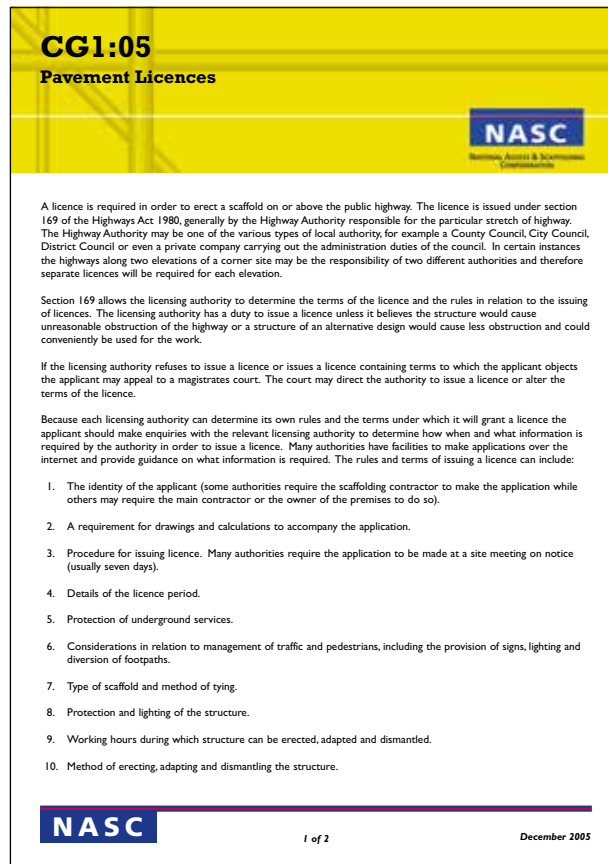 CG1:05
Pavement Licences
NASC
NATIONAL ACCESS & SCAFFOLDING
CONFEDERATION
A licence is required in order to erect a scaffold on or above the public highway. The licence is issued under section
169 of the Highways Act 1980, generally by the Highway Authority responsible for the particular stretch of highway.
The Highway Authority may be one of the various types of local authority, for example a County Council, City Council,
District Council or even a private company carrying out the administration duties of the council. In certain instances
the highways along two elevations of a corner site may be the responsibility of two different authorities and therefore
separate licences will be required for each elevation.
Section 169 allows the licensing authority to determine the terms of the licence and the rules in relation to the issuing
of licences. The licensing authority has a duty to issue a licence unless it believes the structure would cause
unreasonable obstruction of the highway or a structure of an alternative design would cause less obstruction and could
conveniently be used for the work.
If the licensing authority refuses to issue a licence or issues a licence containing terms to which the applicant objects
the applicant may appeal to a magistrates court. The court may direct the authority to issue a licence or alter the
terms of the licence.
Because each licensing authority can determine its own rules and the terms under which it will grant a licence the
applicant should make enquiries with the relevant licensing authority to determine how when and what information is
required by the authority in order to issue a licence. Many authorities have facilities to make applications over the
internet and provide guidance on what information is required. The rules and terms of issuing a licence can include:
1. The identity of the applicant (some authorities require the scaffolding contractor to make the application while
others may require the main contractor or the owner of the premises to do so).
2. A requirement for drawings and calculations to accompany the application.
3. Procedure for issuing licence. Many authorities require the application to be made at a site meeting on notice
(usually seven days).
4. Details of the licence period.
5. Protection of underground services.
6. Considerations in relation to management of traffic and pedestrians, including the provision of signs, lighting and
diversion of footpaths.
7. Type of scaffold and method of tying.
8. Protection and lighting of the structure.
9. Working hours during which structure can be erected, adapted and dismantled.
10. Method of erecting, adapting and dismantling the structure.
NASC
1 of 2
December 2005